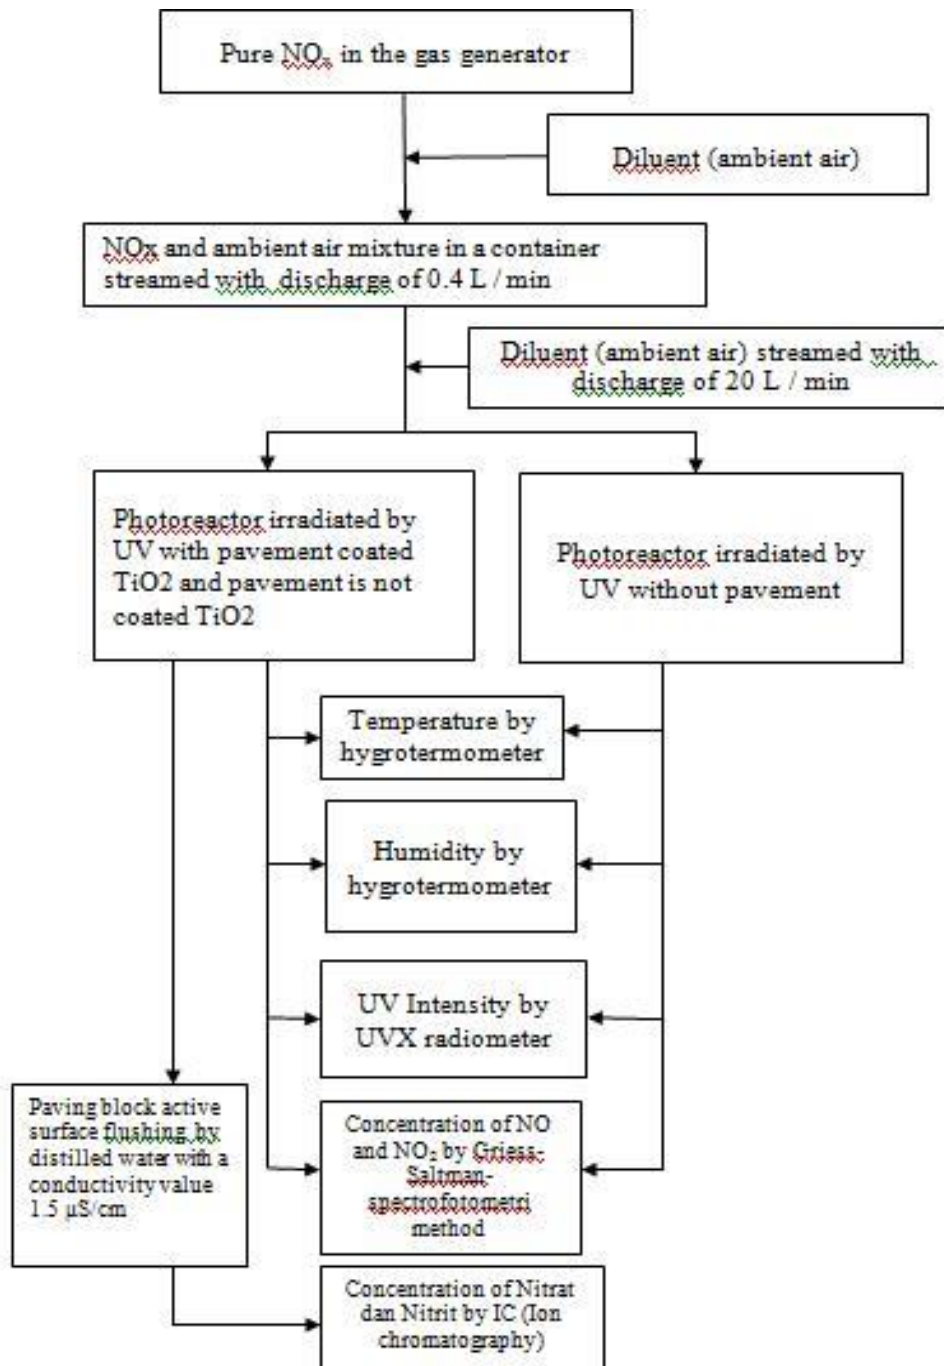 Pure NOx in the gas generator
Diluent (ambient air)
NOx and ambient air mixture in a container
streamed with discharge of 0.4 L / min
Diluent (ambient air) streamed with
discharge of 20 L / min
Photoreactor irradiated by
UV with pavement coated
TiO2 and pavement is not
coated TiO2
Photoreactor irradiated by
UV without pavement
Temperature by
hygrotermometer
Humidity by
hygrotermometer
UV Intensity by
UVX radiometer
Paving block active
surface flushing by
distilled water with a
conductivity value
1.5 µS/cm
Concentration of NO
and NO₂ by Griess-
Saltman-
spectrofotometri
method
Concentration of Nitrat
dan Nitrit by IC (Ion
chromatography)